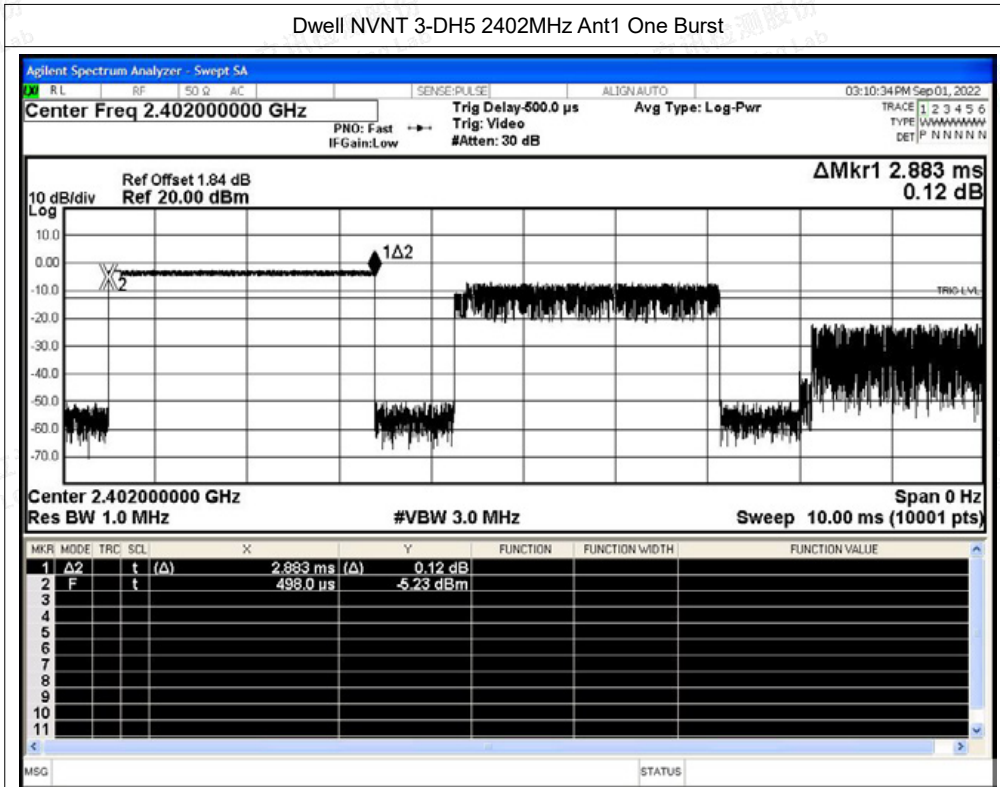 Dwell NVNT 3-DH5 2402MHz Ant1 One Burst
Agilent Spectrum Analyzer - Swept SA
RL RF 50 Ω AC SENSE:PULSE ALIGN AUTO 03:10:34 PM Sep 01, 2022
Center Freq 2.402000000 GHz
Trig Delay-500.0 µs Avg Type: Log-Pwr TRACE 1 2 3 4 5 6
PNO: Fast Trig: Video TYPE WWWWWW
IFGain:Low #Atten: 30 dB DET P N N N N N
ΔMkr1 2.883 ms
0.12 dB
Ref Offset 1.84 dB
10 dB/div Ref 20.00 dBm
Log
10.0
1Δ2
0.00
2
-10.0
TRIG LVL
-20.0
-30.0
-40.0
-50.0
-60.0
-70.0
Center 2.402000000 GHz Span 0 Hz
Res BW 1.0 MHz #VBW 3.0 MHz Sweep 10.00 ms (10001 pts)
MKR MODE TRC SCL X Y FUNCTION FUNCTION WIDTH FUNCTION VALUE
1 Δ2 t (Δ) 2.883 ms (Δ) 0.12 dB
2 F t 498.0 µs -5.23 dBm
3
4
5
6
7
8
9
10
11
MSG STATUS